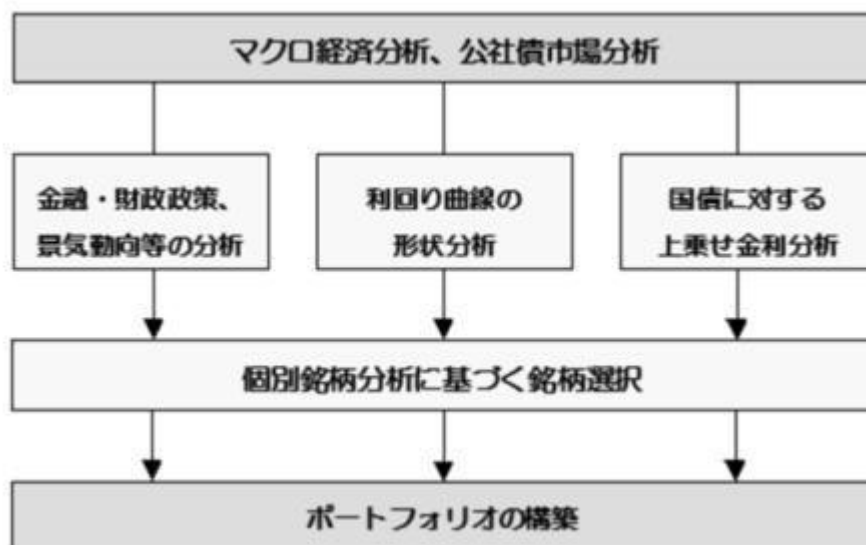 マクロ経済分析、公社債市場分析
金融・財政政策、
景気動向等の分析
利回り曲線の
形状分析
国債に対する
上乗せ金利分析
個別銘柄分析に基づく銘柄選択
ポートフォリオの構築